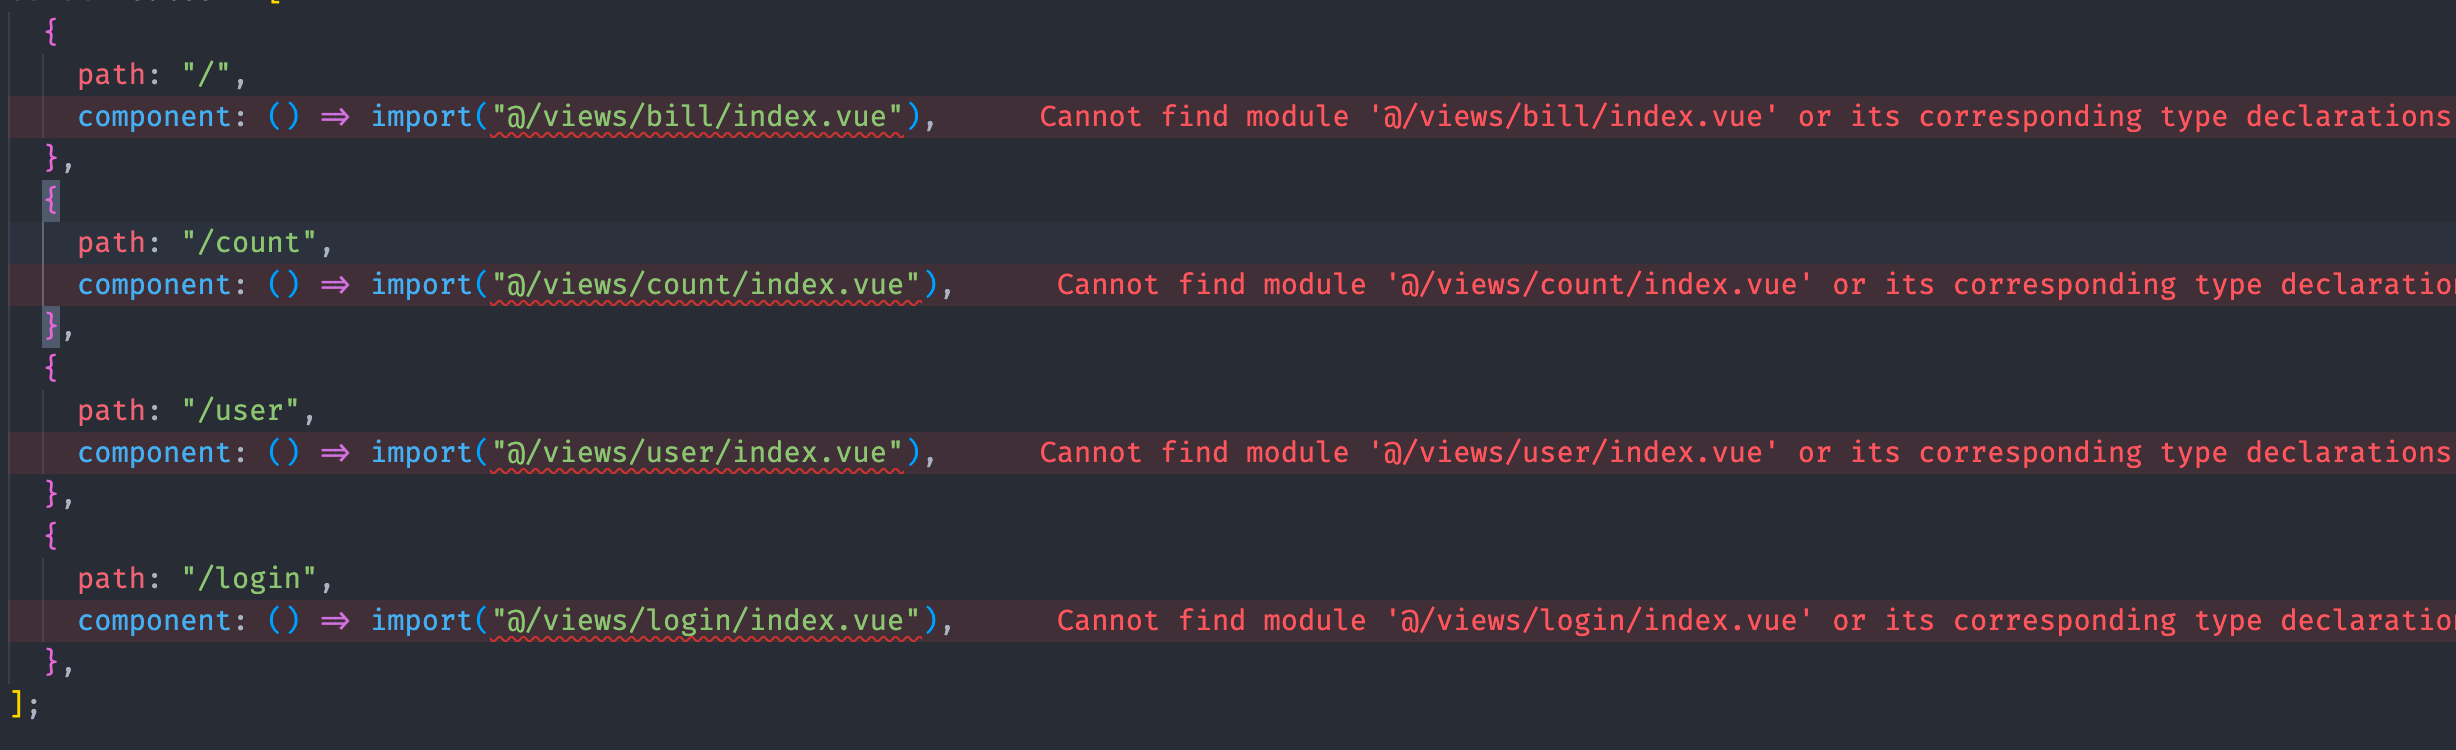 {
path: "/",
component: () => import("@/views/bill/index.vue"), Cannot find module '@/views/bill/index.vue' or its corresponding type declarations
},
{
path: "/count",
component: () => import("@/views/count/index.vue"), Cannot find module '@/views/count/index.vue' or its corresponding type declaratio
},
{
path: "/user",
component: () => import("@/views/user/index.vue"), Cannot find module '@/views/user/index.vue' or its corresponding type declarations
},
{
path: "/login",
component: () => import("@/views/login/index.vue"), Cannot find module '@/views/login/index.vue' or its corresponding type declaratio
},
];